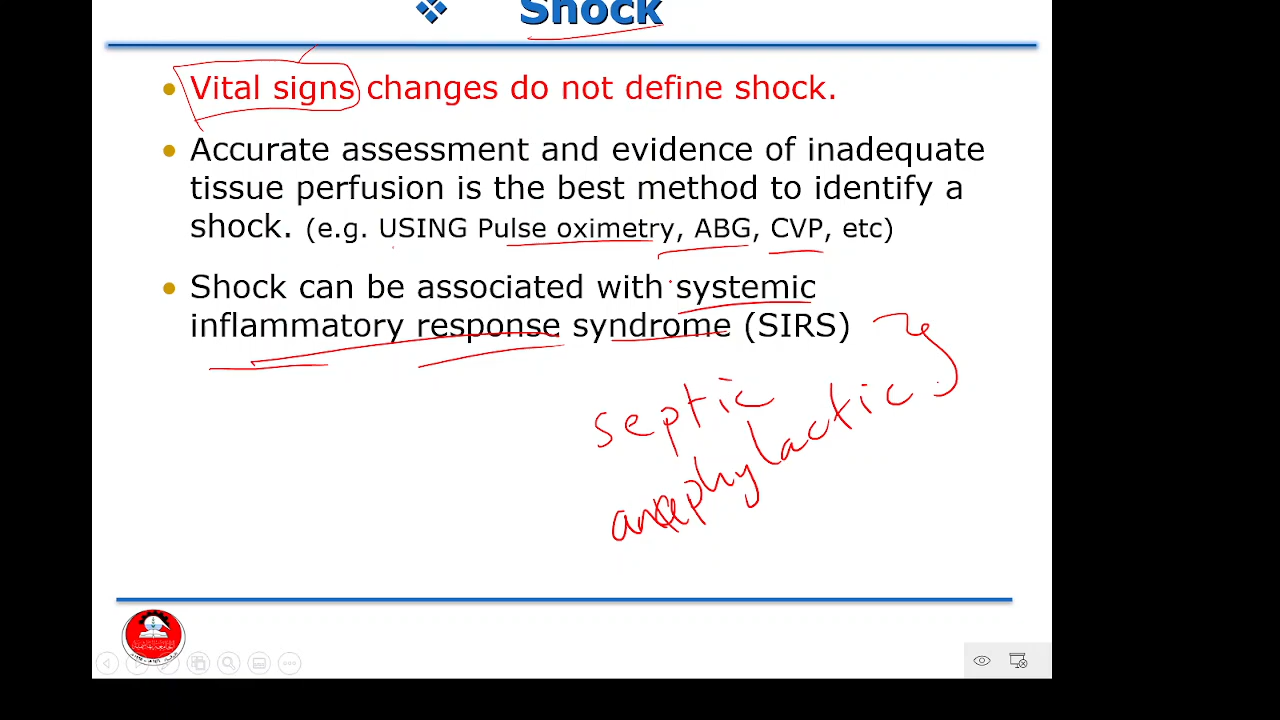 ❖ Shock
• Vital signs changes do not define shock.
• Accurate assessment and evidence of inadequate
tissue perfusion is the best method to identify a
shock. (e.g. USING Pulse oximetry, ABG, CVP, etc)
• Shock can be associated with systemic
inflammatory response syndrome (SIRS)
septic
anaphylactic